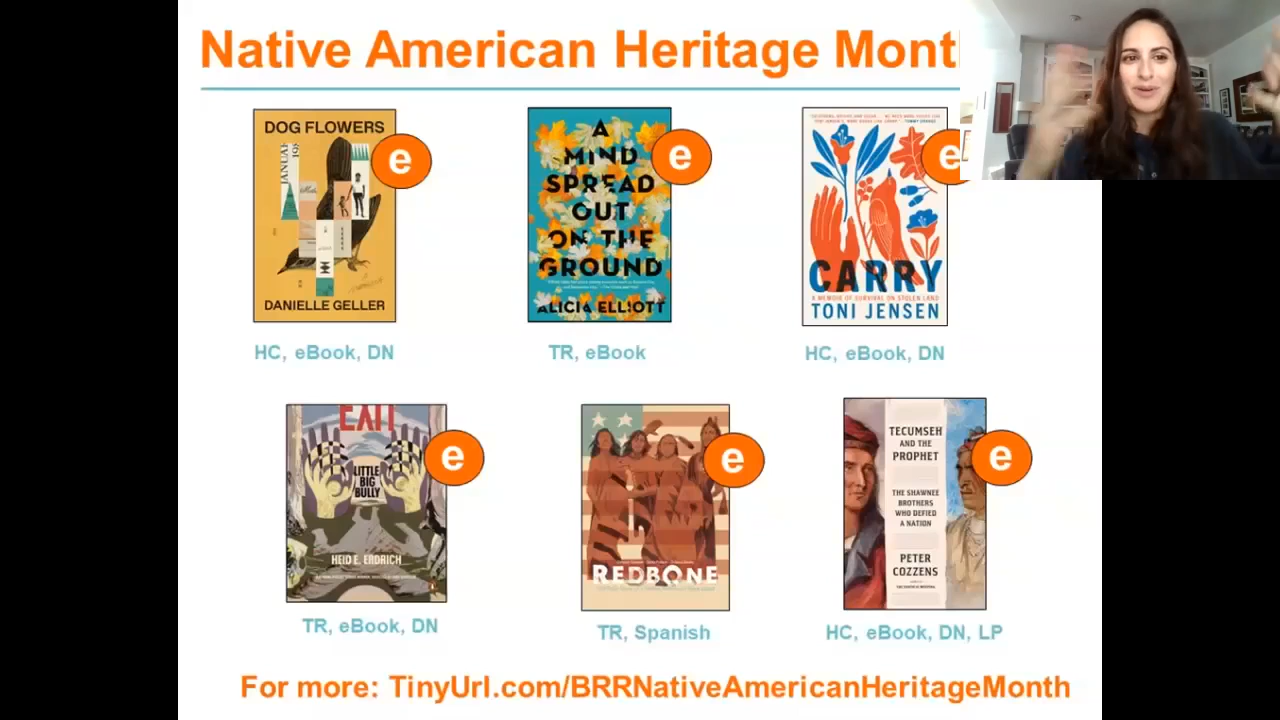 Native American Heritage Mont
DOG FLOWERS
DANIELLE GELLER
e
HC, eBook, DN
A
MIND
SPREAD
OUT
ON THE
GROUND
ALICIA ELLIOTT
e
TR, eBook
CARRY
A MEMOIR OF SURVIVAL ON STOLEN LAND
TONI JENSEN
e
HC, eBook, DN
LITTLE
BIG
BULLY
HEID E. ERDRICH
e
TR, eBook, DN
REDBONE
e
TR, Spanish
TECUMSEH
AND THE
PROPHET
THE SHAWNEE
BROTHERS
WHO DEFIED
A NATION
PETER
COZZENS
e
HC, eBook, DN, LP
For more: TinyUrl.com/BRRNativeAmericanHeritageMonth